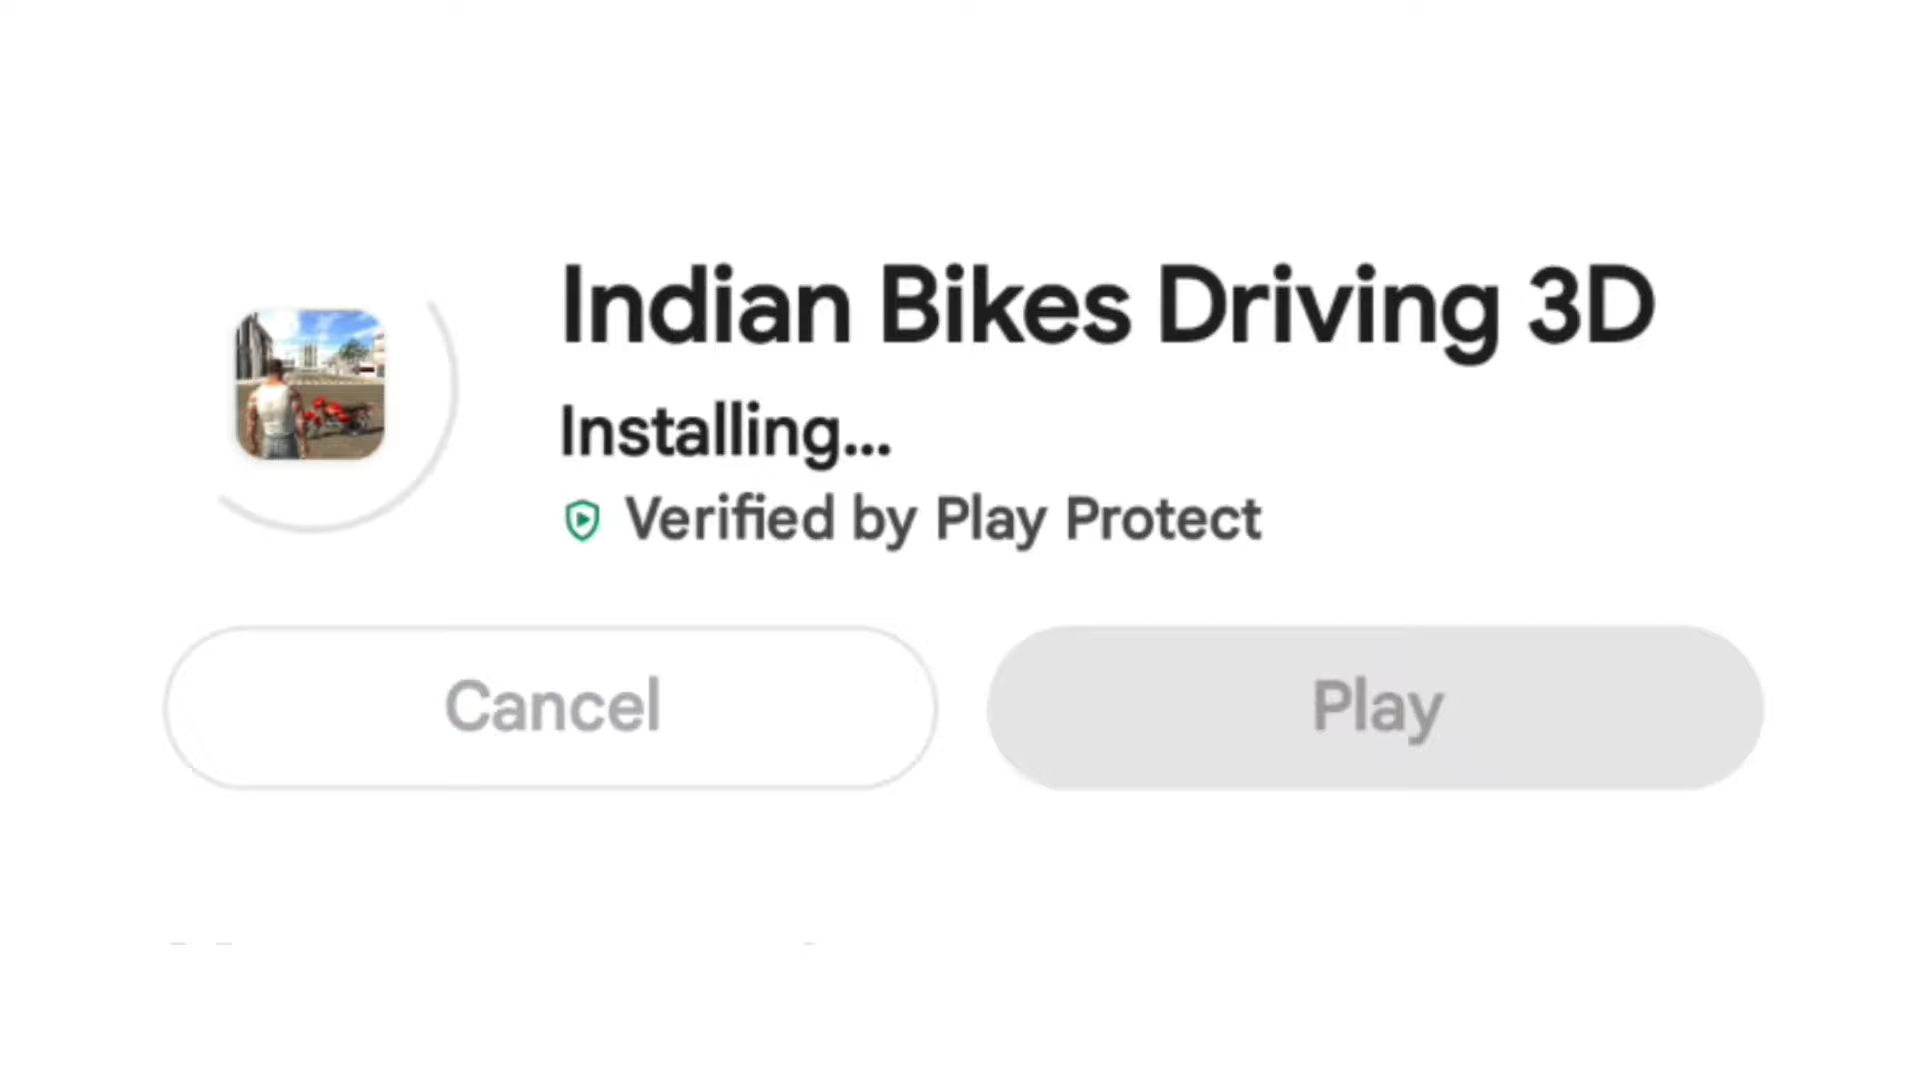 Indian Bikes Driving 3D
Installing...
Verified by Play Protect
Cancel
Play